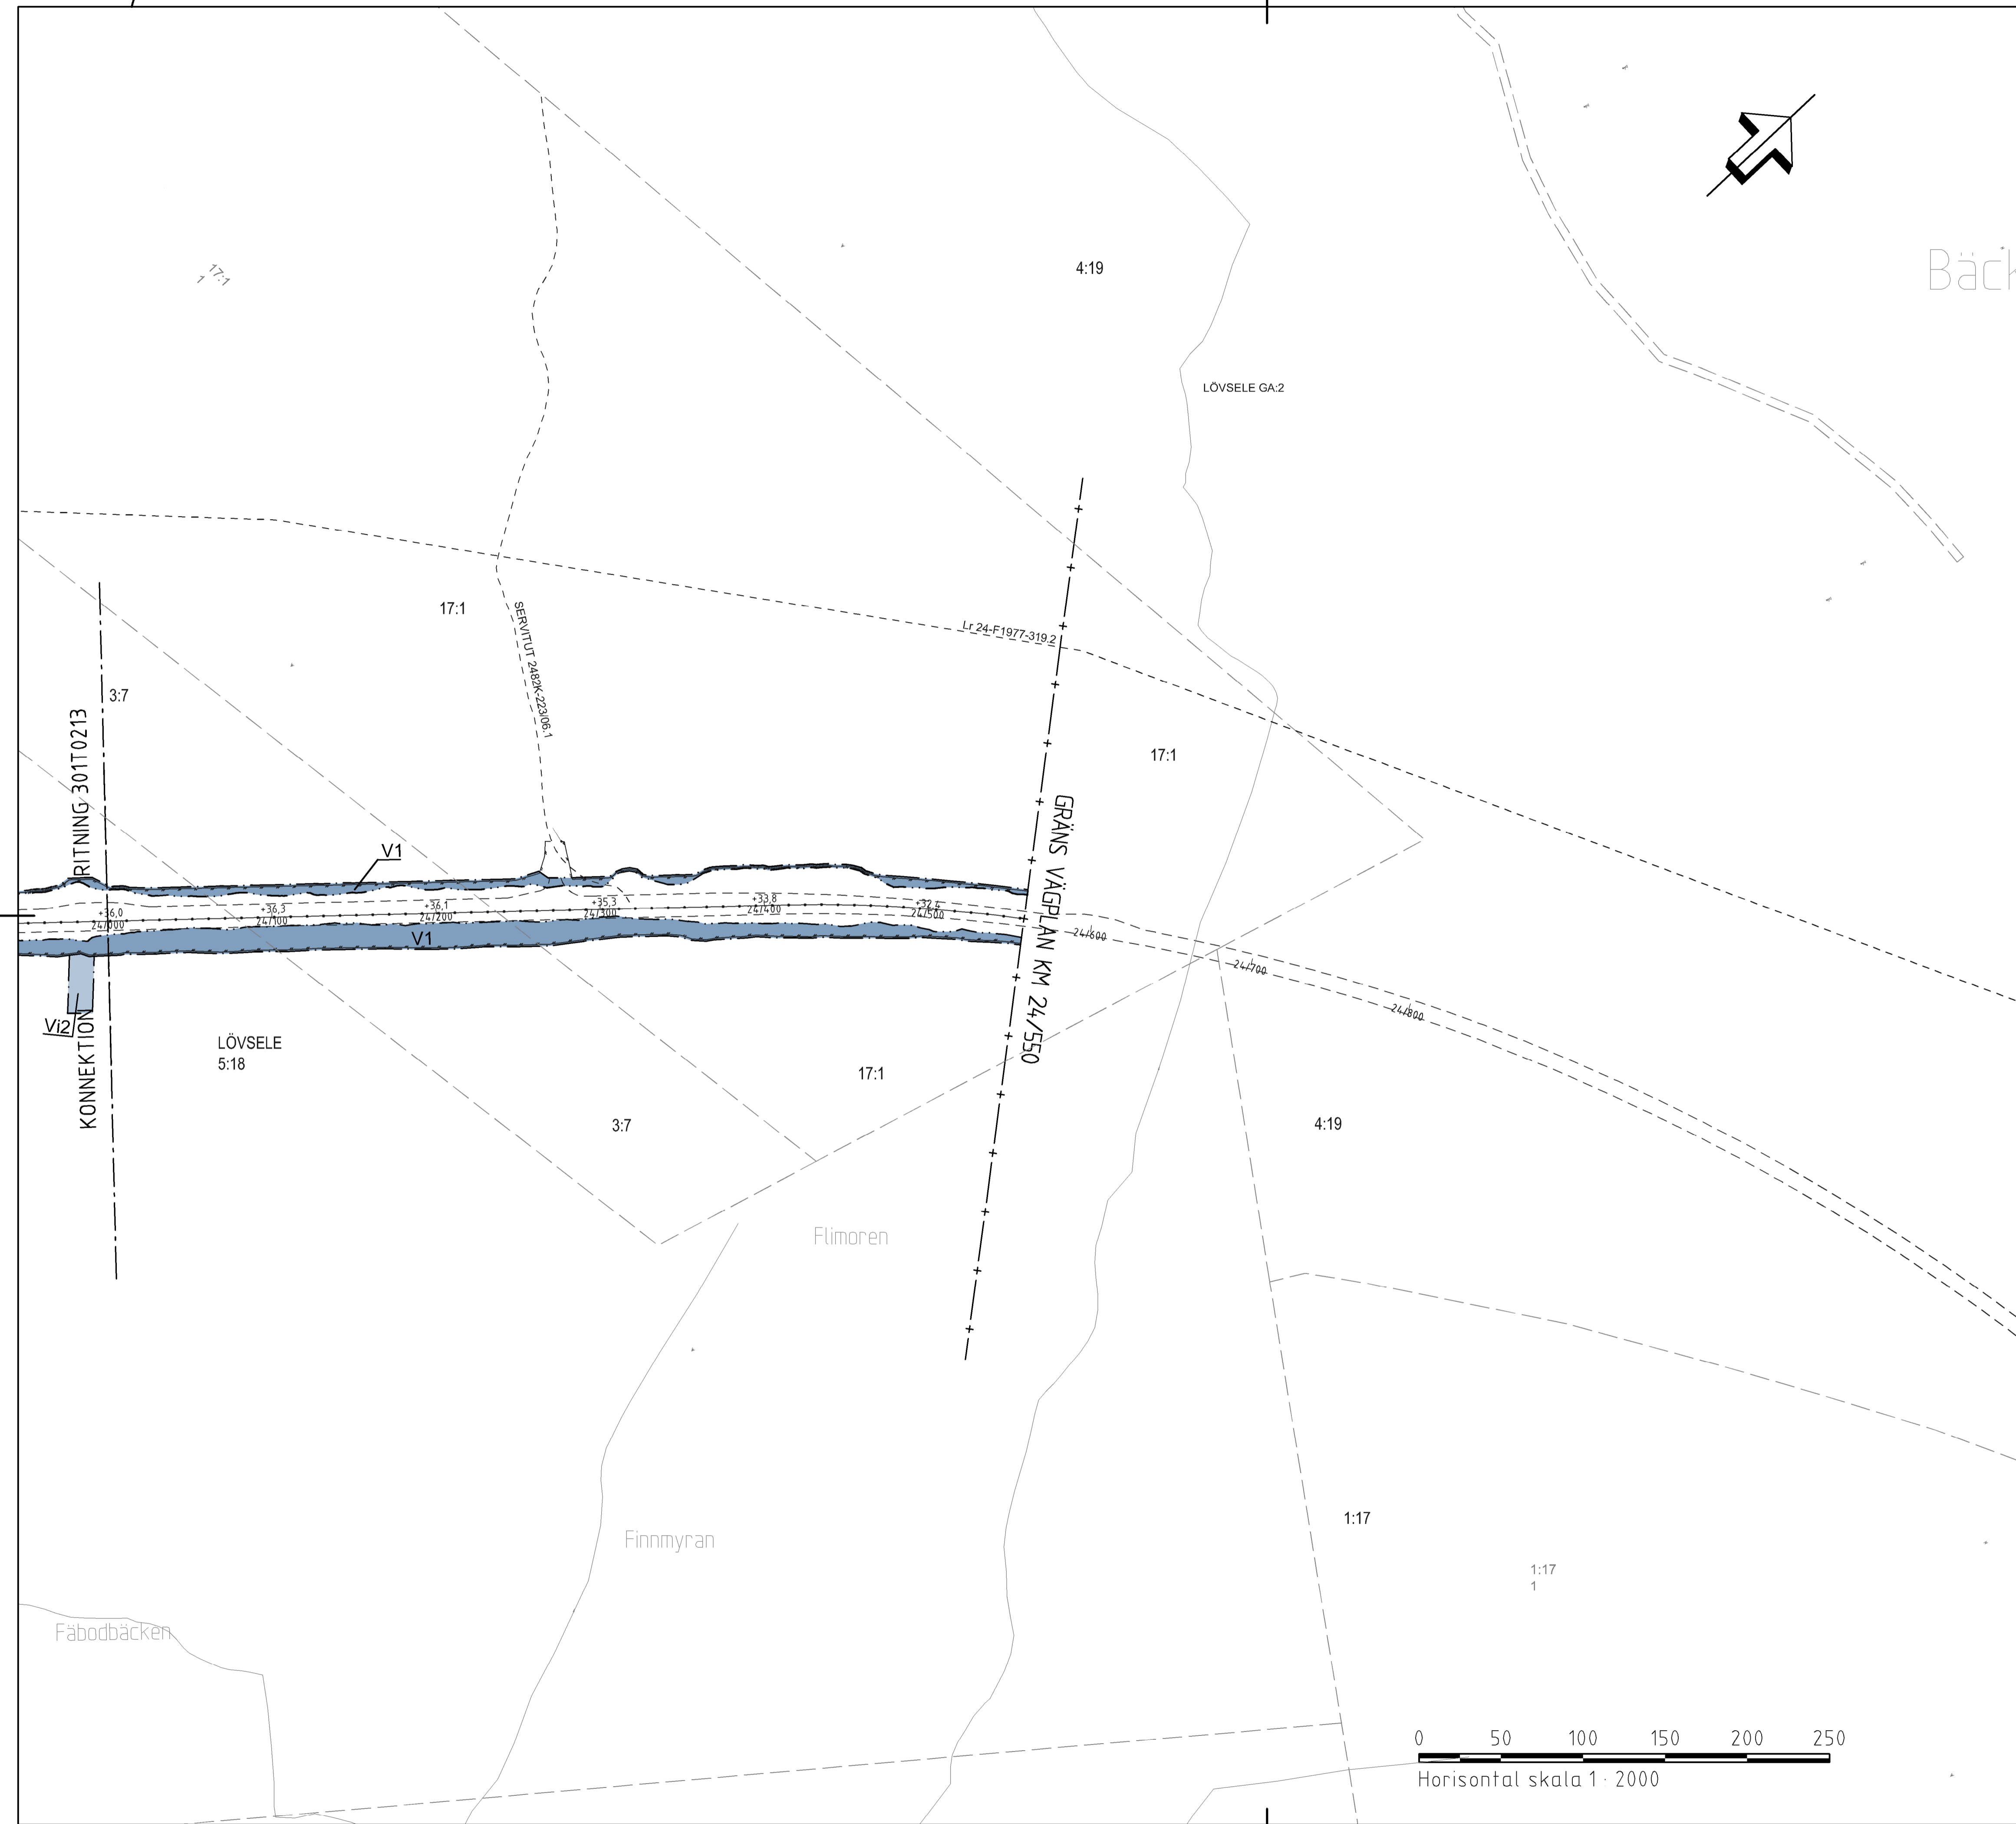 Bäck
17:1
1
4:19
LÖVSELE GA:2
17:1
SERVITUT 2482K-223/06.1
Lr 24-F1977-319.2
3:7
RITNING 301T0213
KONNEKTION
17:1
GRÄNS VÄGPLAN KM 24/550
V1
+36,0
24/000
+36,3
24/100
+36,1
24/200
+35,3
24/300
+33,8
24/400
+32,4
24/500
24/600
24/700
24/800
V1
Vi2
LÖVSELE
5:18
17:1
3:7
4:19
Flimoren
Finnmyran
1:17
1:17
1
Fäbodbäcken
0 50 100 150 200 250
Horisontal skala 1:2000